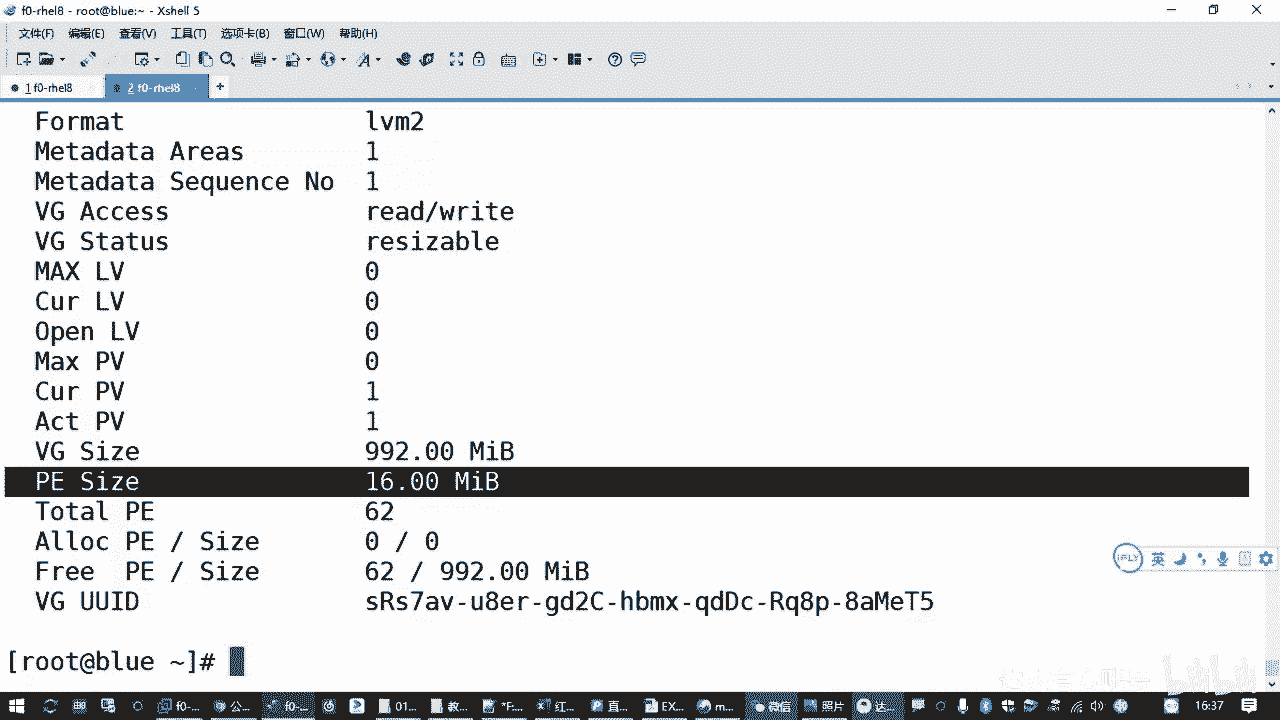 f0-rhel8 - root@blue:~ - Xshell 5
文件(F) 编辑(E) 查看(V) 工具(T) 选项卡(B) 窗口(W) 帮助(H)
1 f0-rhel8 2 f0-rhel8 +
Format lvm2
Metadata Areas 1
Metadata Sequence No 1
VG Access read/write
VG Status resizable
MAX LV 0
Cur LV 0
Open LV 0
Max PV 0
Cur PV 1
Act PV 1
VG Size 992.00 MiB
PE Size 16.00 MiB
Total PE 62
Alloc PE / Size 0 / 0
Free PE / Size 62 / 992.00 MiB
VG UUID sRs7av-u8er-gd2C-hbmx-qdDc-Rq8p-8aMeT5
iFLY 英
[root@blue ~]#
bilibili
f0-... 公... f0-... 01... 教... *F... 红... 直... EX... m... 微信 照片 达... 16:37